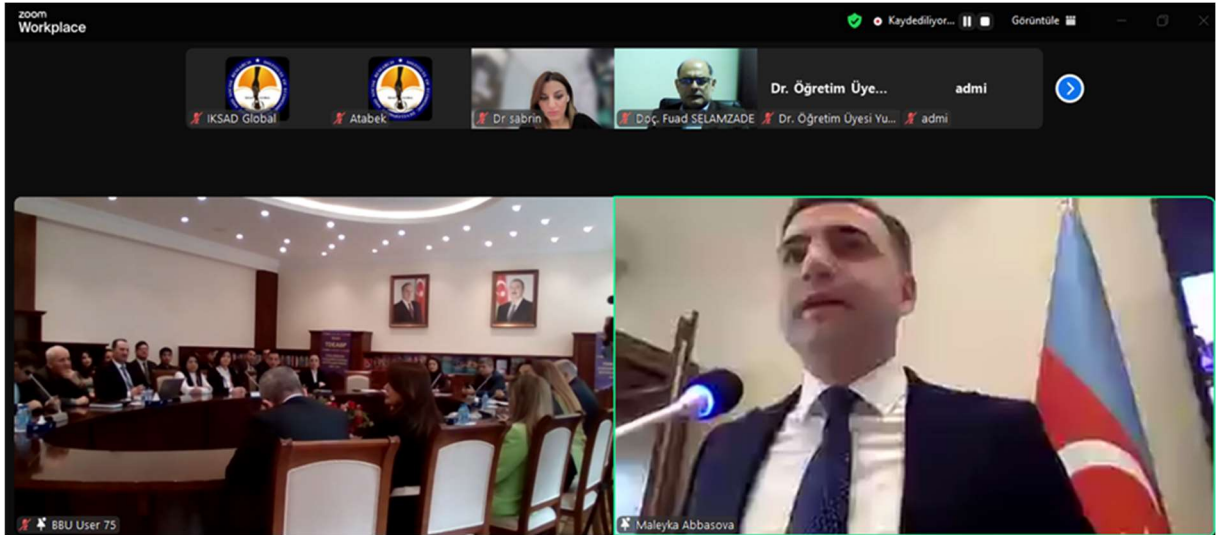 zoom
Workplace
Kaydediliyor...
Görüntüle
Dr. Öğretim Üye...
admi
IKSAD Global
Atabek
Dr sabrin
Doç. Fuad SELAMZADE
Dr. Öğretim Üyesi Yu...
admi
BBU User 75
Maleyka Abbasova